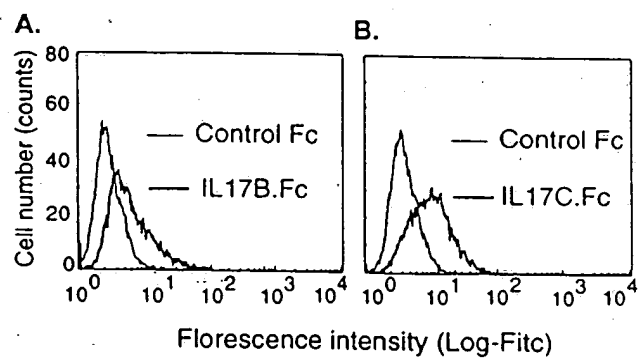 A.
B.
Cell number (counts)
80
60
40
20
0
Control Fc
IL17B.Fc
Control Fc
IL17C.Fc
10^0 10^1 10^2 10^3 10^4
10^0 10^1 10^2 10^3 10^4
Florescence intensity (Log-Fitc)